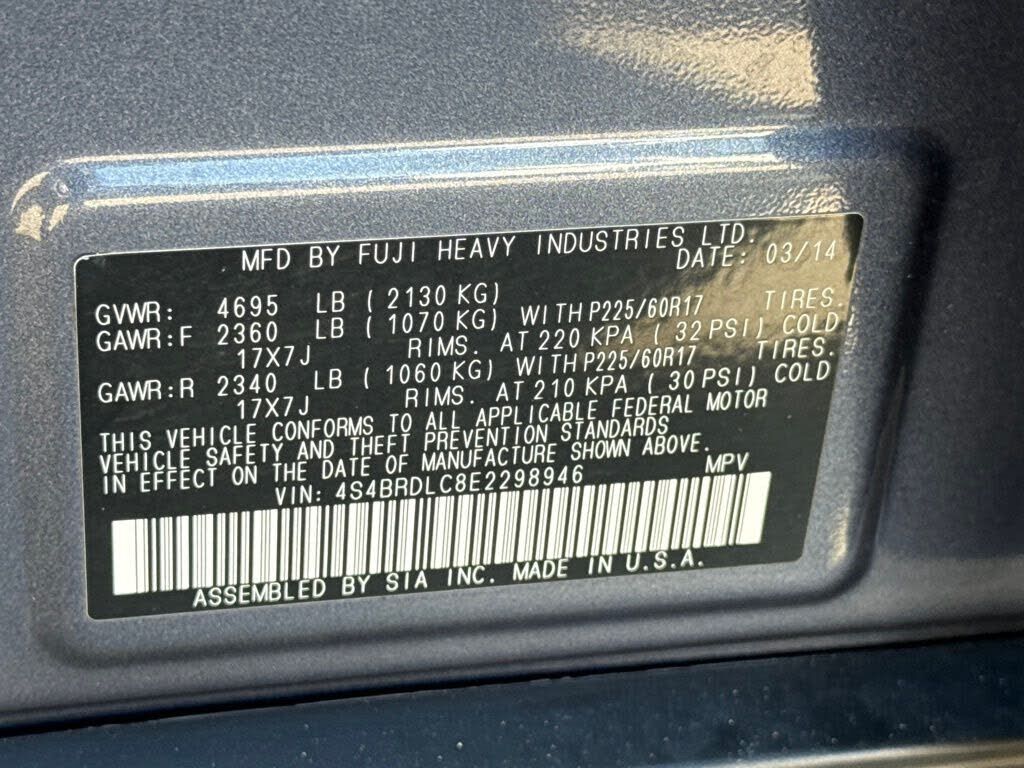 MFD BY FUJI HEAVY INDUSTRIES LTD.
DATE: 03/14
GVWR: 4695 LB ( 2130 KG)
GAWR:F 2360 LB ( 1070 KG) WITH P225/60R17 TIRES.
17X7J RIMS. AT 220 KPA ( 32 PSI) COLD
GAWR:R 2340 LB ( 1060 KG) WITH P225/60R17 TIRES.
17X7J RIMS. AT 210 KPA ( 30 PSI) COLD
THIS VEHICLE CONFORMS TO ALL APPLICABLE FEDERAL MOTOR
VEHICLE SAFETY AND THEFT PREVENTION STANDARDS
IN EFFECT ON THE DATE OF MANUFACTURE SHOWN ABOVE.
VIN: 4S4BRDLC8E2298946 MPV
ASSEMBLED BY SIA INC. MADE IN U.S.A.